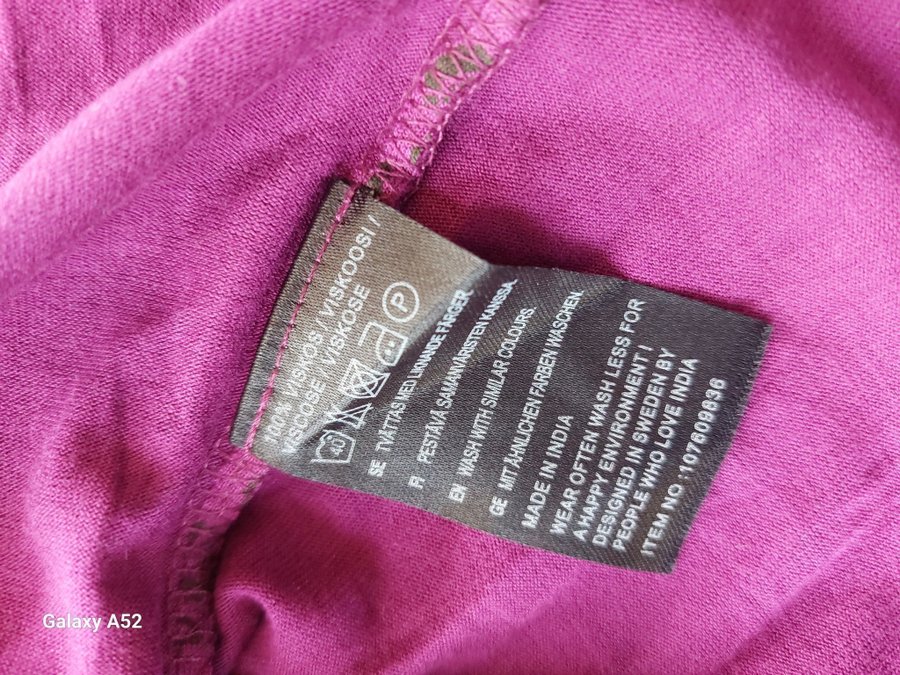 100% VISKOS / VISKOOSI /
VISCOSE VISKOSE
40 P
SE TVÄTTAS MED LIKNANDE FÄRGER.
FI PESTÄVÄ SAMANVÄRISTEN KANSSA.
EN WASH WITH SIMILAR COLOURS.
GE MIT ÄHNLICHEN FARBEN WASCHEN.
MADE IN INDIA
WEAR OFTEN WASH LESS FOR
A HAPPY ENVIRONMENT !
DESIGNED IN SWEDEN BY
PEOPLE WHO LOVE INDIA
ITEM NO : 107609836
Galaxy A52